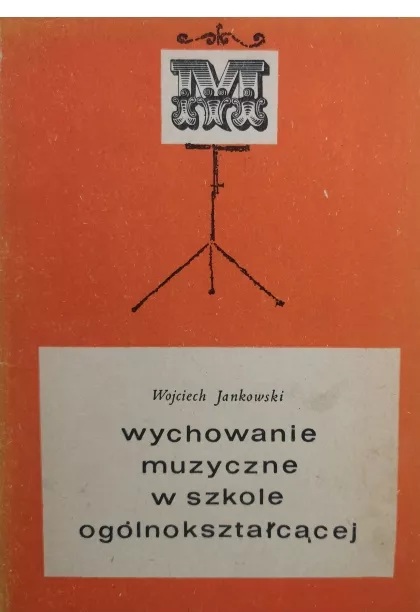 M
Wojciech Jankowski
wychowanie
muzyczne
w szkole
ogólnokształcącej